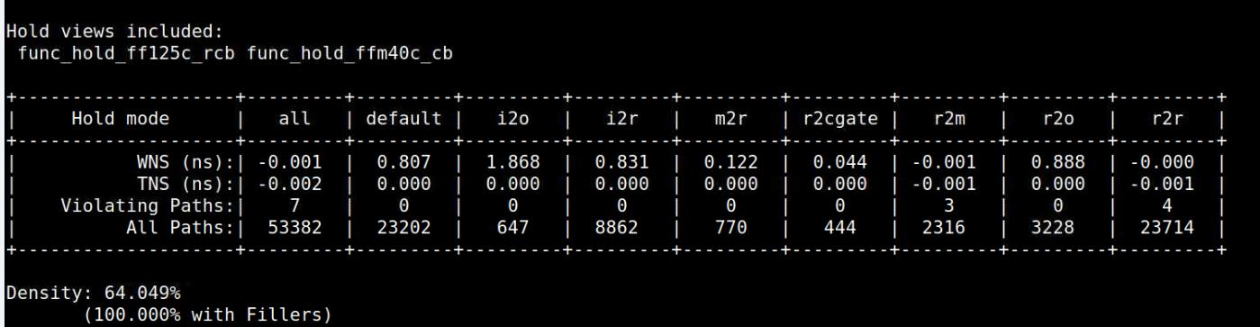 Hold views included:
 func_hold_ff125c_rcb func_hold_ffm40c_cb
+--------------------+---------+---------+---------+---------+---------+---------+---------+---------+---------+
|     Hold mode      |   all   | default |   i2o   |   i2r   |   m2r   | r2cgate |   r2m   |   r2o   |   r2r   |
+--------------------+---------+---------+---------+---------+---------+---------+---------+---------+---------+
|           WNS (ns):| -0.001  |  0.807  |  1.868  |  0.831  |  0.122  |  0.044  | -0.001  |  0.888  | -0.000  |
|           TNS (ns):| -0.002  |  0.000  |  0.000  |  0.000  |  0.000  |  0.000  | -0.001  |  0.000  | -0.001  |
|    Violating Paths:|    7    |    0    |    0    |    0    |    0    |    0    |    3    |    0    |    4    |
|          All Paths:|  53382  |  23202  |   647   |  8862   |   770   |   444   |  2316   |  3228   |  23714  |
+--------------------+---------+---------+---------+---------+---------+---------+---------+---------+---------+
Density: 64.049%
       (100.000% with Fillers)